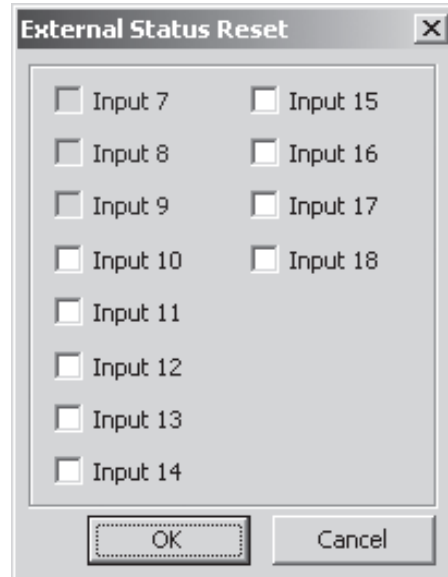 External Status Reset
Input 7
Input 8
Input 9
Input 10
Input 11
Input 12
Input 13
Input 14
Input 15
Input 16
Input 17
Input 18
OK
Cancel